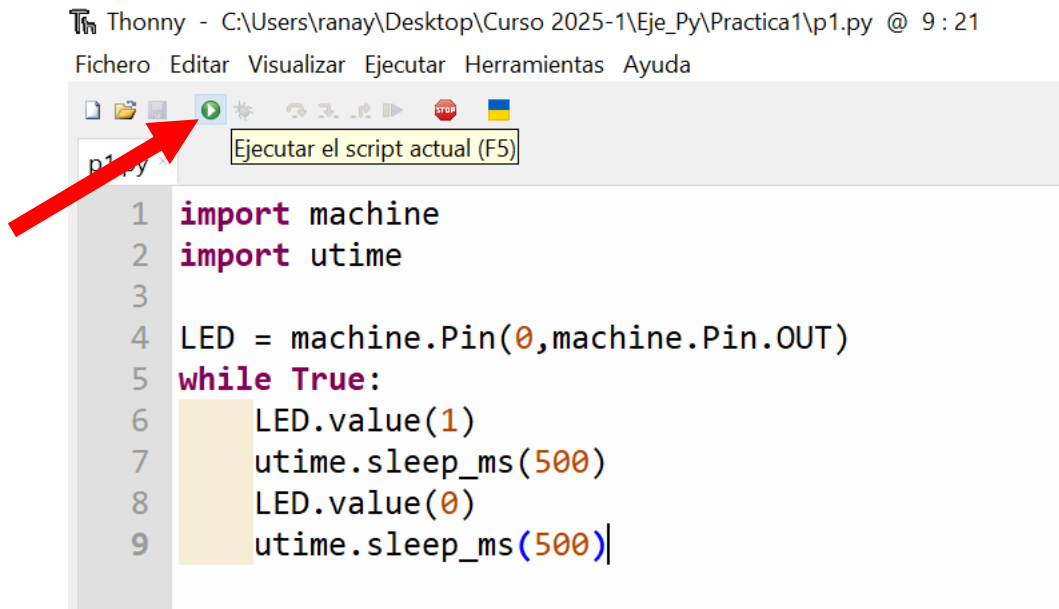 Thonny - C:\Users\ranay\Desktop\Curso 2025-1\Eje_Py\Practica1\p1.py @ 9 : 21
Fichero Editar Visualizar Ejecutar Herramientas Ayuda
STOP
Ejecutar el script actual (F5)
p1.py ×
1 import machine
2 import utime
3
4 LED = machine.Pin(0,machine.Pin.OUT)
5 while True:
6     LED.value(1)
7     utime.sleep_ms(500)
8     LED.value(0)
9     utime.sleep_ms(500)